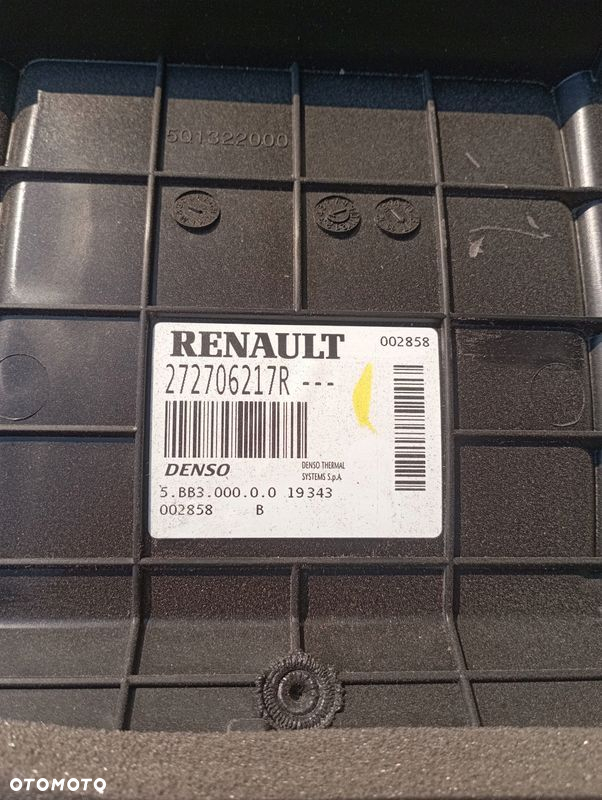 5Q1322000
RENAULT
002858
272706217R ---
DENSO
DENSO THERMAL
SYSTEMS S.p.A.
5.BB3.000.0.0 19343
002858 B
OTOMOTO